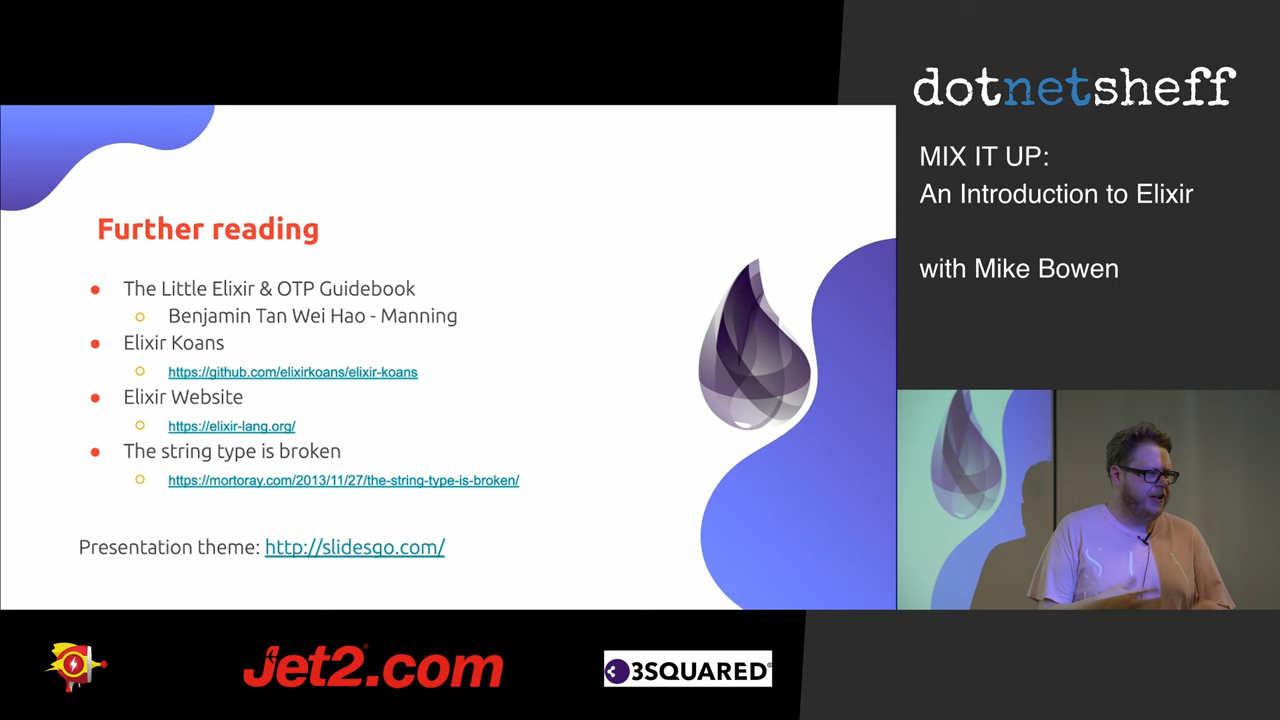 dotnetsheff
MIX IT UP:
An Introduction to Elixir
with Mike Bowen
Further reading
The Little Elixir & OTP Guidebook
Benjamin Tan Wei Hao - Manning
Elixir Koans
https://github.com/elixirkoans/elixir-koans
Elixir Website
https://elixir-lang.org/
The string type is broken
https://mortoray.com/2013/11/27/the-string-type-is-broken/
Presentation theme: http://slidesgo.com/
Jet2.com
3SQUARED